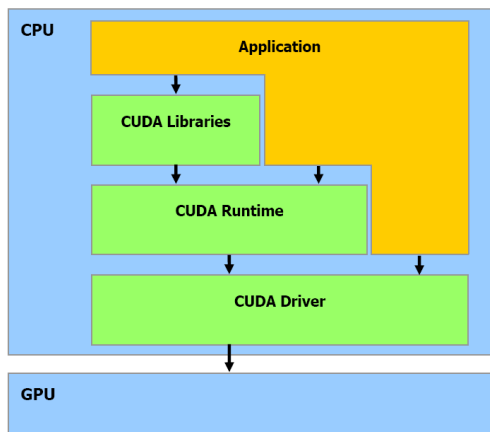 CPU
Application
CUDA Libraries
CUDA Runtime
CUDA Driver
GPU